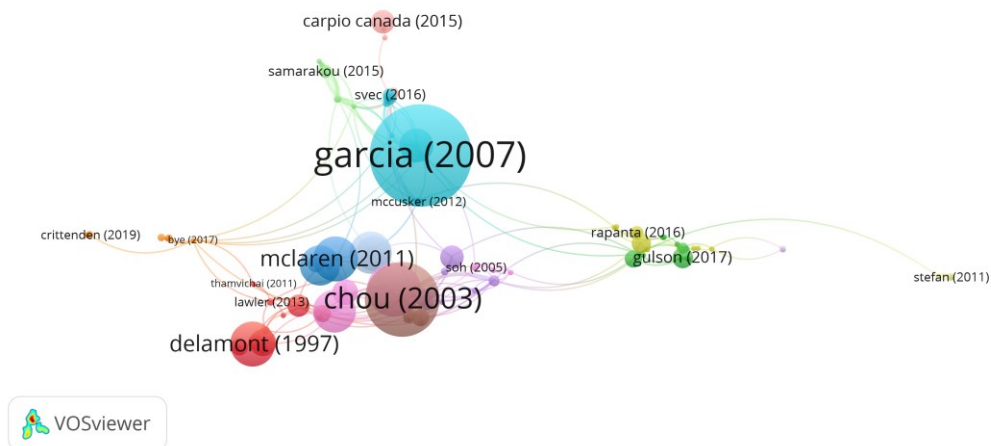 carpio canada (2015)
samarakou (2015)
svec (2016)
garcia (2007)
mccusker (2012)
crittenden (2019)
bye (2017)
rapanta (2016)
mclaren (2011)
gulson (2017)
soh (2005)
stefan (2011)
thamvichai (2011)
lawler (2013)
chou (2003)
delamont (1997)
VOSviewer